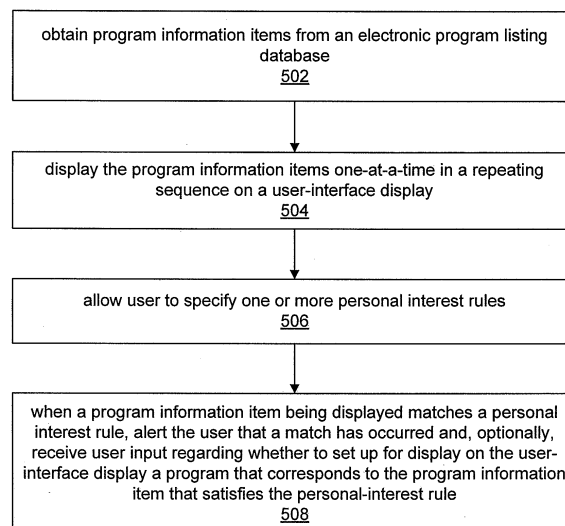 obtain program information items from an electronic program listing
database
502
display the program information items one-at-a-time in a repeating
sequence on a user-interface display
504
allow user to specify one or more personal interest rules
506
when a program information item being displayed matches a personal
interest rule, alert the user that a match has occurred and, optionally,
receive user input regarding whether to set up for display on the user-
interface display a program that corresponds to the program information
item that satisfies the personal-interest rule
508